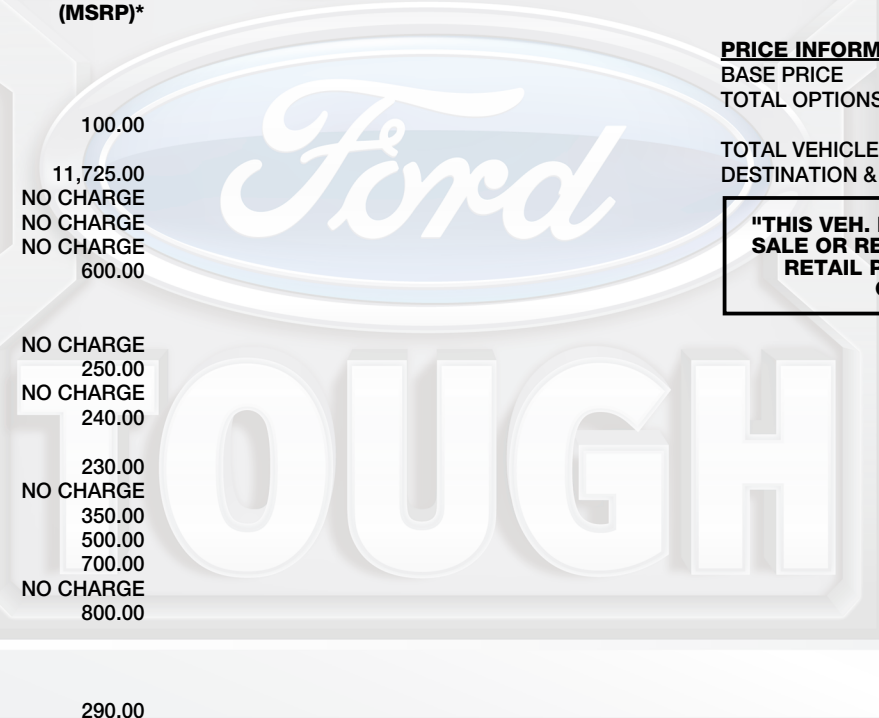 (MSRP)*
100.00
11,725.00
NO CHARGE
NO CHARGE
NO CHARGE
600.00
NO CHARGE
250.00
NO CHARGE
240.00
230.00
NO CHARGE
350.00
500.00
700.00
NO CHARGE
800.00
290.00
PRICE INFORM
BASE PRICE
TOTAL OPTIONS
TOTAL VEHICLE
DESTINATION &
"THIS VEH.
SALE OR RE
RETAIL P
Ford
TOUGH